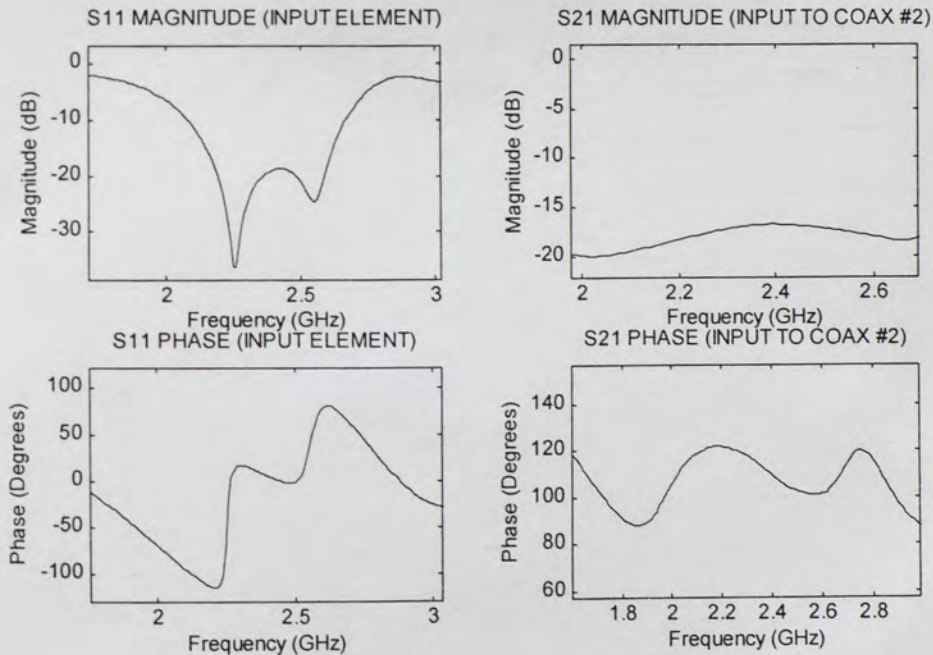 S11 MAGNITUDE (INPUT ELEMENT)
0
-10
-20
-30
Magnitude (dB)
2
2.5
3
Frequency (GHz)
S21 MAGNITUDE (INPUT TO COAX #2)
0
-5
-10
-15
-20
Magnitude (dB)
2
2.2
2.4
2.6
Frequency (GHz)
S11 PHASE (INPUT ELEMENT)
100
50
0
-50
-100
Phase (Degrees)
2
2.5
3
Frequency (GHz)
S21 PHASE (INPUT TO COAX #2)
140
120
100
80
60
Phase (Degrees)
1.8
2
2.2
2.4
2.6
2.8
Frequency (GHz)